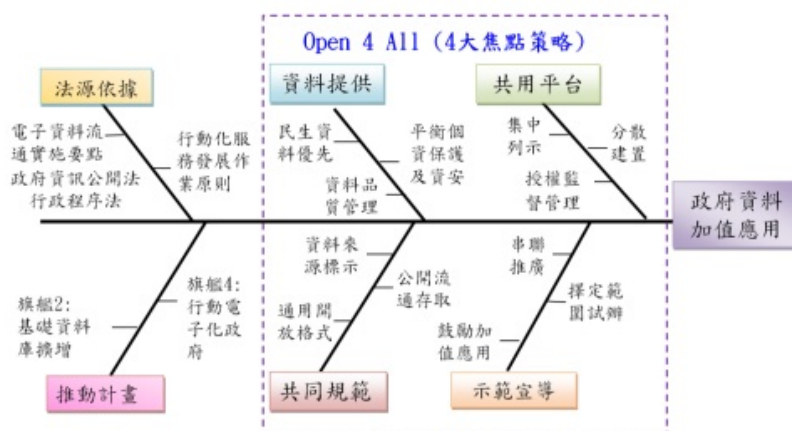 Open 4 All (4大焦點策略)
法源依據
資料提供
共用平台
電子資料流
通實施要點
政府資訊公開法
行政程序法
行動化服
務發展作
業原則
民生資
料優先
資料品
質管理
平衡個
資保護
及資安
集中
列示
授權監
督管理
分散
建置
政府資料
加值應用
旗艦2:
基礎資料
庫擴增
旗艦4:
行動電
子化政
府
資料來
源標示
通用開
放格式
公開流
通存取
串聯
推廣
鼓勵加
值應用
擇定範
圍試辦
推動計畫
共同規範
示範宣導